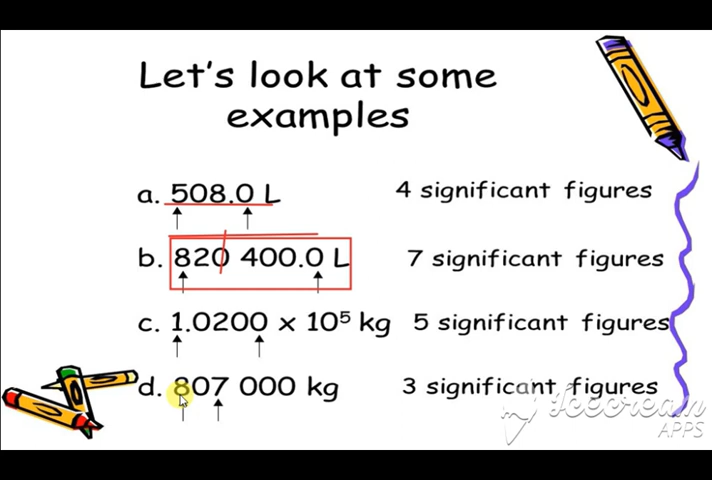 Let's look at some
examples
a. 508.0 L 4 significant figures
b. 820 400.0 L 7 significant figures
c. 1.0200 x 10⁵ kg 5 significant figures
d. 807 000 kg 3 significant figures
Icecream
APPS